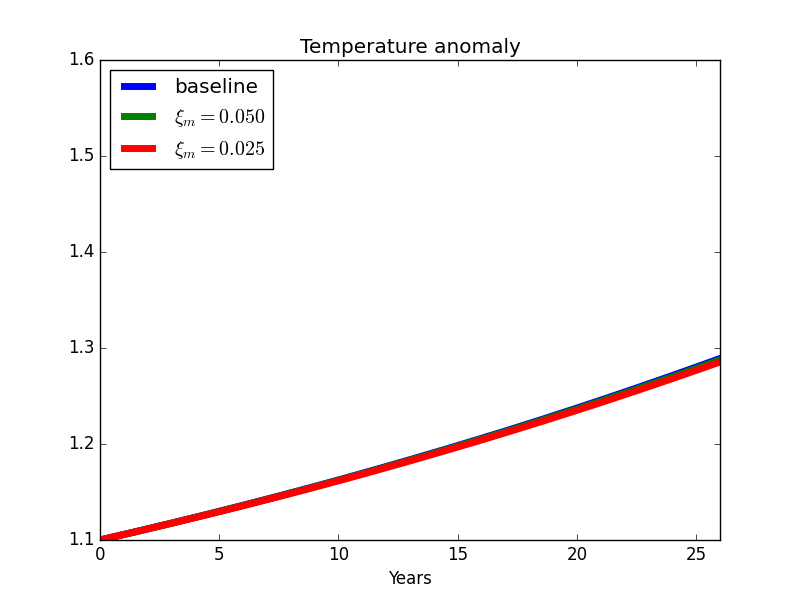 Temperature anomaly
1.6
1.5
1.4
1.3
1.2
1.1
baseline
ξₘ = 0.050
ξₘ = 0.025
0 5 10 15 20 25
Years